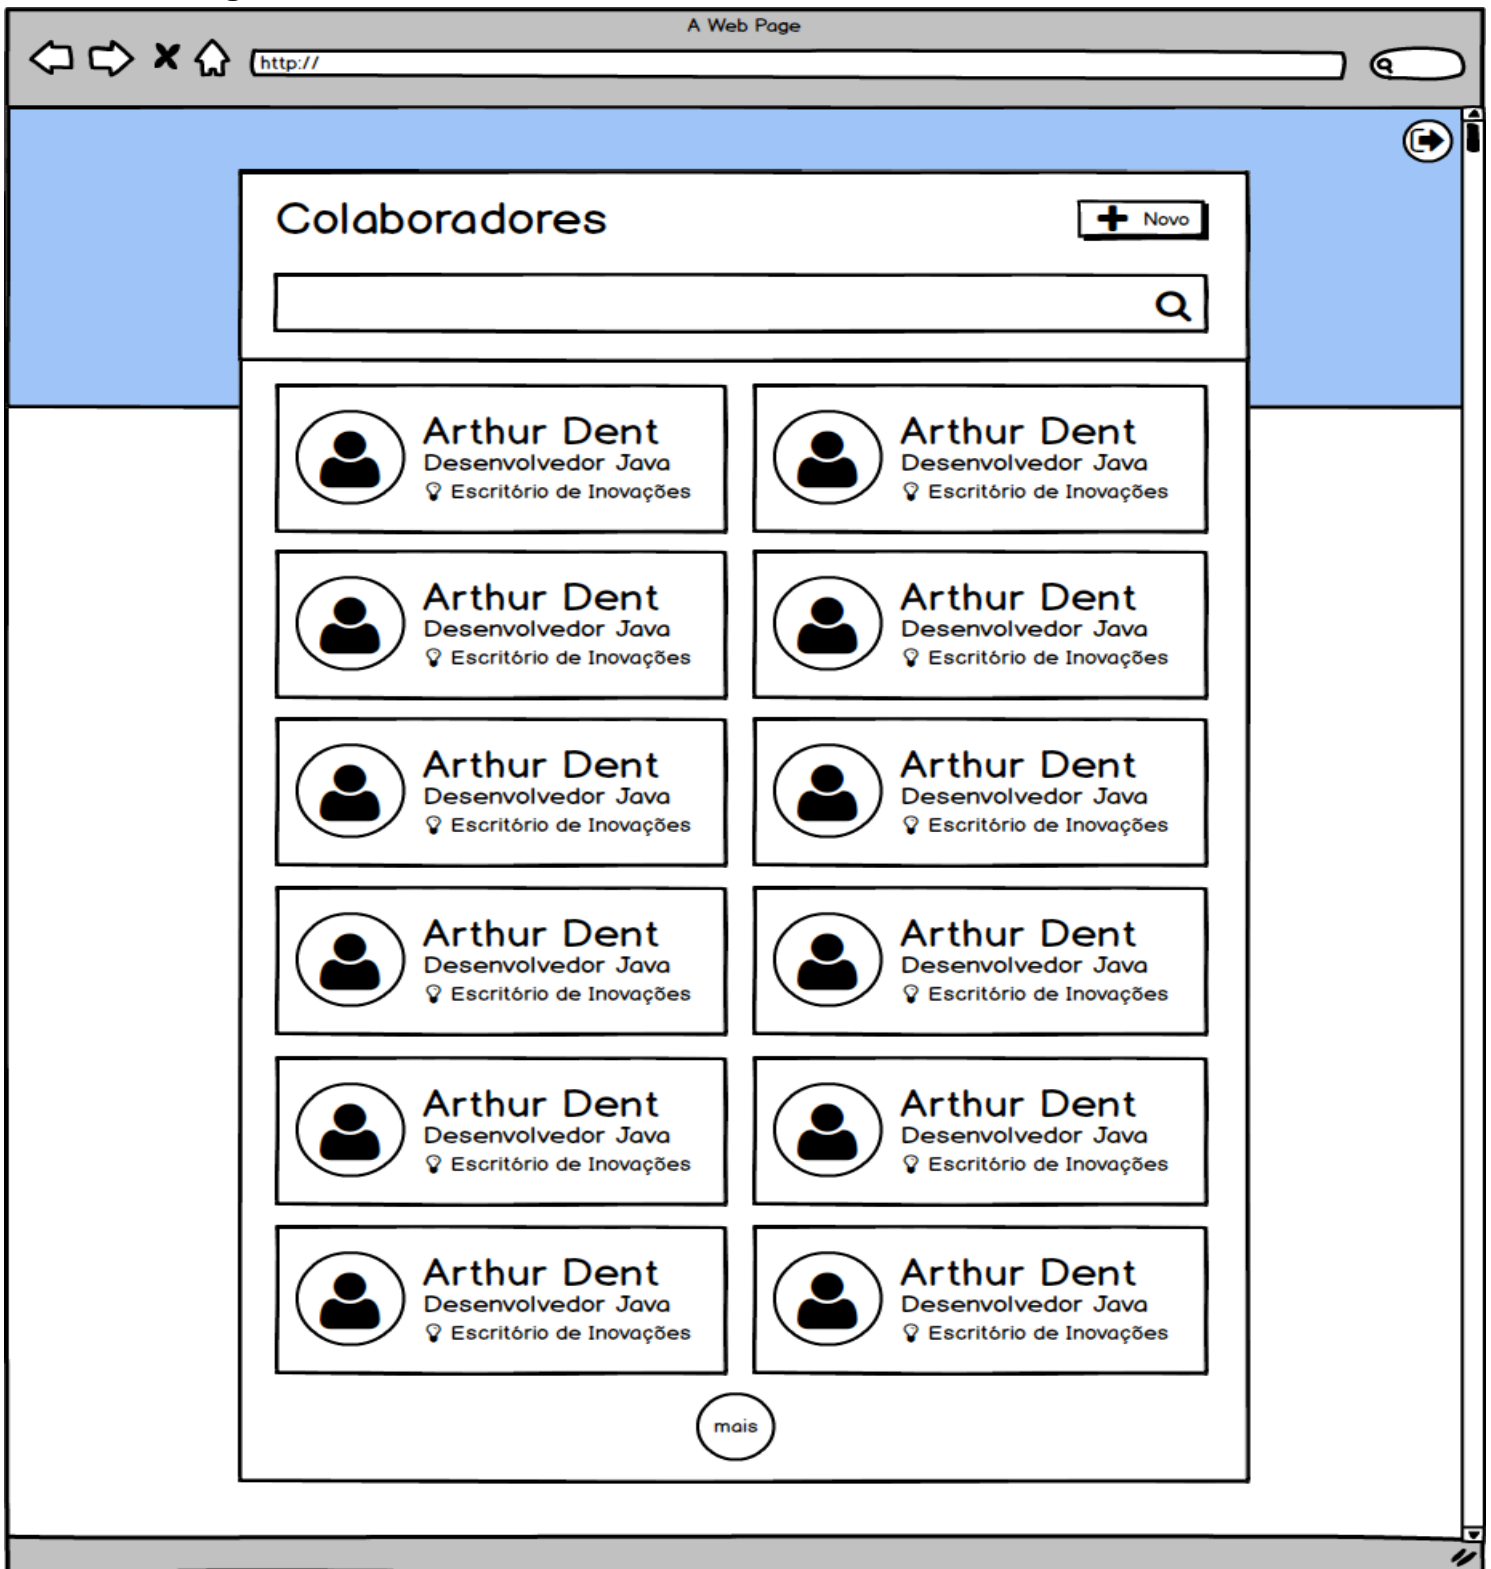 A Web Page
http://
Colaboradores
Novo
Arthur Dent
Desenvolvedor Java
Escritório de Inovações
Arthur Dent
Desenvolvedor Java
Escritório de Inovações
Arthur Dent
Desenvolvedor Java
Escritório de Inovações
Arthur Dent
Desenvolvedor Java
Escritório de Inovações
Arthur Dent
Desenvolvedor Java
Escritório de Inovações
Arthur Dent
Desenvolvedor Java
Escritório de Inovações
Arthur Dent
Desenvolvedor Java
Escritório de Inovações
Arthur Dent
Desenvolvedor Java
Escritório de Inovações
Arthur Dent
Desenvolvedor Java
Escritório de Inovações
Arthur Dent
Desenvolvedor Java
Escritório de Inovações
Arthur Dent
Desenvolvedor Java
Escritório de Inovações
Arthur Dent
Desenvolvedor Java
Escritório de Inovações
mais